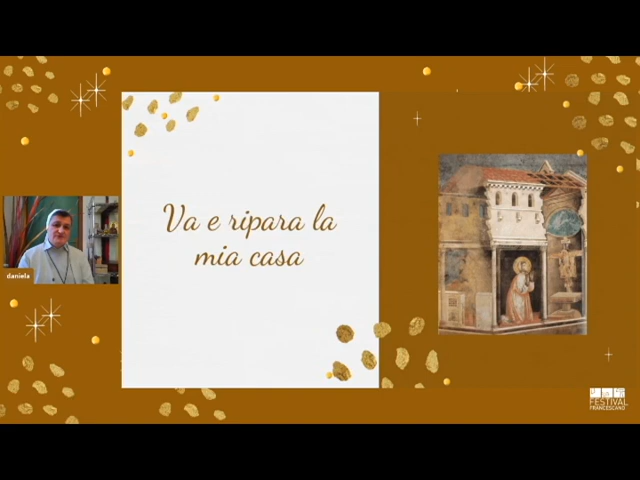 Va e ripara la
mia casa
daniela
FESTIVAL
FRANCESCANO